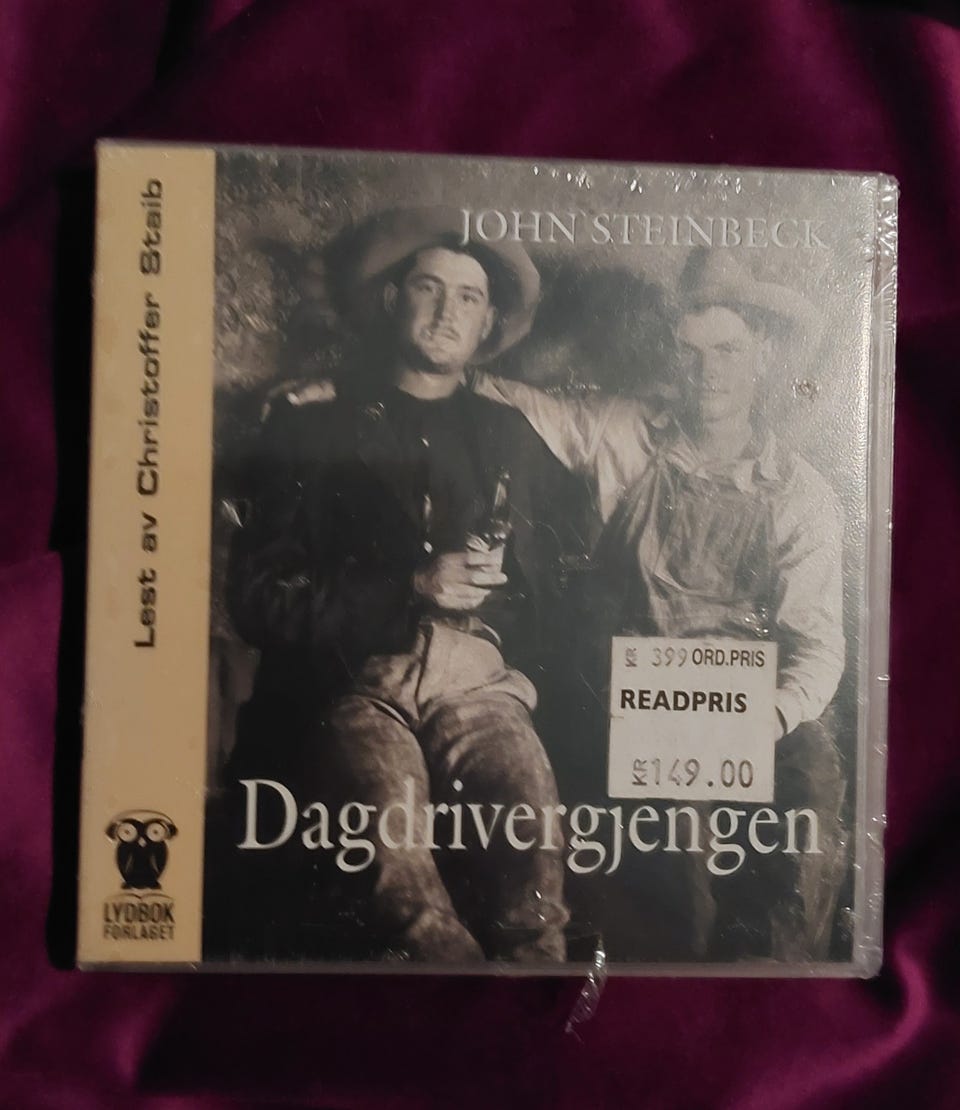 Lest av Christoffer Staib
JOHN STEINBECK
KR 399 ORD.PRIS
READPRIS
KR 149.00
Dagdrivergjengen
LYDBOK
FORLAGET